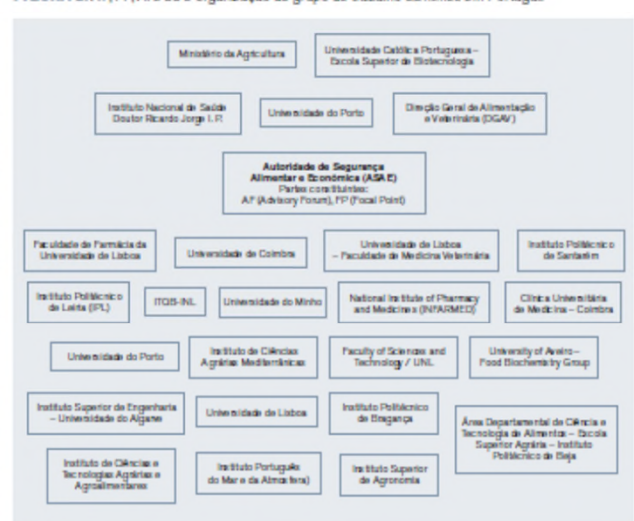 Ministério da Agricultura
Universidade Católica Portuguesa –
Escola Superior de Biotecnologia
Instituto Nacional de Saúde
Doutor Ricardo Jorge I. P.
Universidade do Porto
Direção Geral de Alimentação
e Veterinária (DGAV)
Autoridade de Segurança
Alimentar e Económica (ASAE)
Partes constituintes:
AF (Advisory Forum), FP (Focal Point)
Faculdade de Farmácia da
Universidade de Lisboa
Universidade de Coimbra
Universidade de Lisboa
– Faculdade de Medicina Veterinária
Instituto Politécnico
de Santarém
Instituto Politécnico
de Leiria (IPL)
ITQB-INL
Universidade do Minho
National Institute of Pharmacy
and Medicines (INFARMED)
Clínica Universitária
de Medicina – Coimbra
Universidade do Porto
Instituto de Ciências
Agrárias Mediterrânicas
Faculty of Sciences and
Technology / UNL
University of Aveiro –
Food Biochemistry Group
Instituto Superior de Engenharia
– Universidade do Algarve
Universidade de Lisboa
Instituto Politécnico
de Bragança
Área Departamental de Ciência e
Tecnologia de Alimentos – Escola
Superior Agrária – Instituto
Politécnico de Beja
Instituto de Ciências e
Tecnologias Agrárias e
Agroalimentares
Instituto Português
do Mar e da Atmosfera)
Instituto Superior
de Agronomia